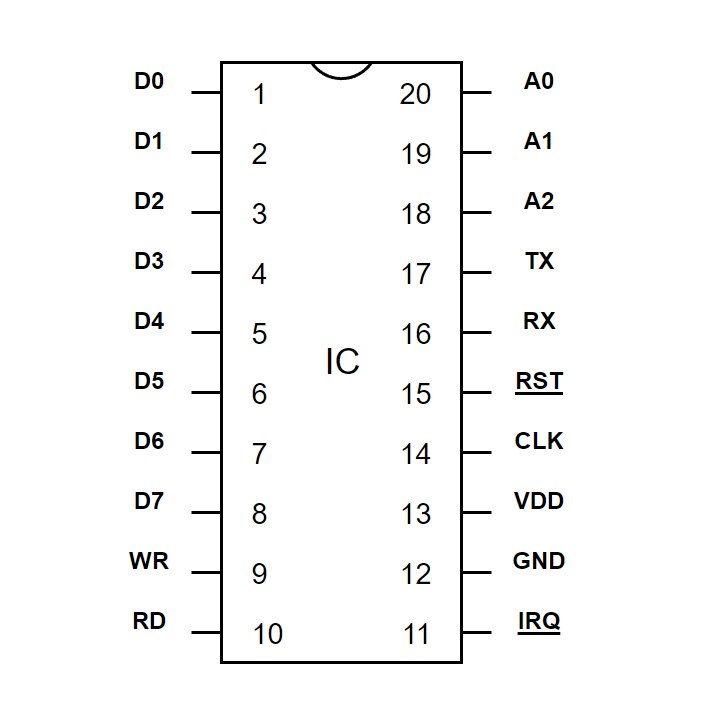 D0 1 20 A0
D1 2 19 A1
D2 3 18 A2
D3 4 17 TX
D4 5 16 RX
IC
D5 6 15 RST
D6 7 14 CLK
D7 8 13 VDD
WR 9 12 GND
RD 10 11 IRQ